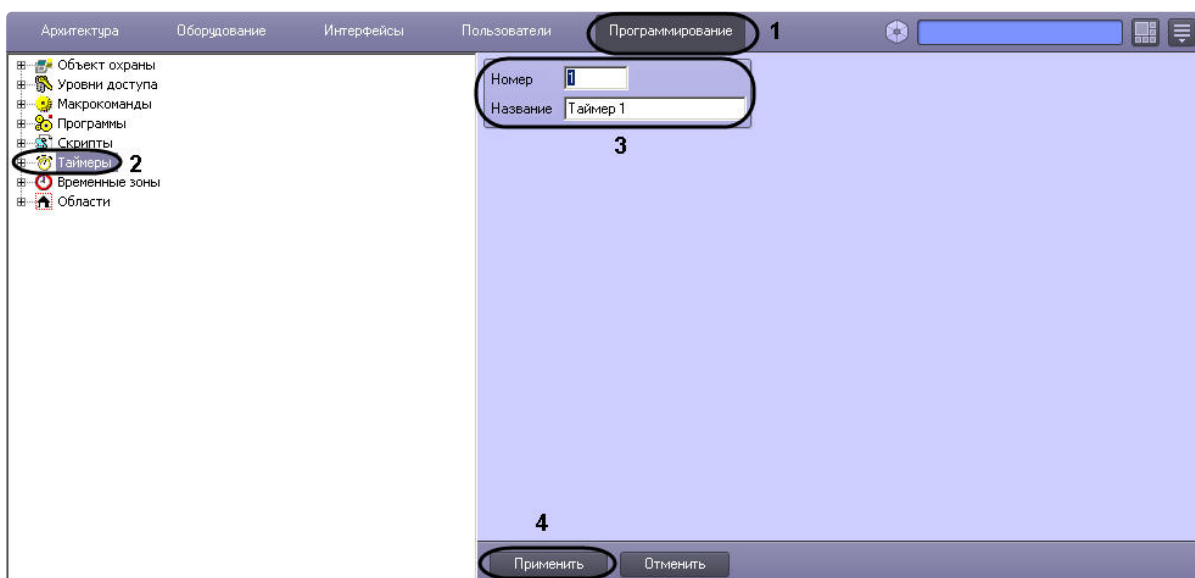 Архитектура Оборудование Интерфейсы Пользователи Программирование 1
Объект охраны
Уровни доступа
Макрокоманды
Программы
Скрипты
Таймеры 2
Временные зоны
Области
Номер 1
Название Таймер 1
3
4
Применить Отменить